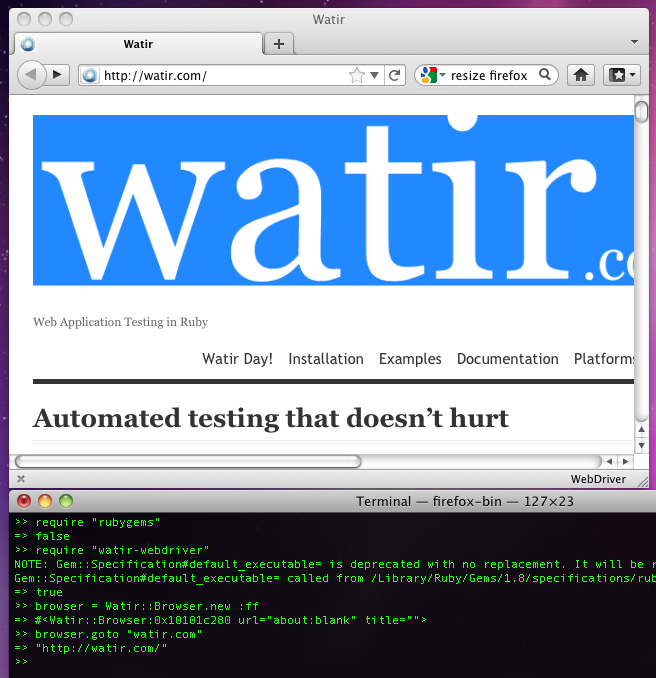 Watir
Watir
http://watir.com/
resize firefox
watir.co
Web Application Testing in Ruby
Watir Day! Installation Examples Documentation Platforms
Automated testing that doesn't hurt
WebDriver
Terminal — firefox-bin — 127×23
>> require "rubygems"
=> false
>> require "watir-webdriver"
NOTE: Gem::Specification#default_executable= is deprecated with no replacement. It will be r
Gem::Specification#default_executable= called from /Library/Ruby/Gems/1.8/specifications/rub
=> true
>> browser = Watir::Browser.new :ff
=> #<Watir::Browser:0x10101c280 url="about:blank" title="">
>> browser.goto "watir.com"
=> "http://watir.com/"
>>